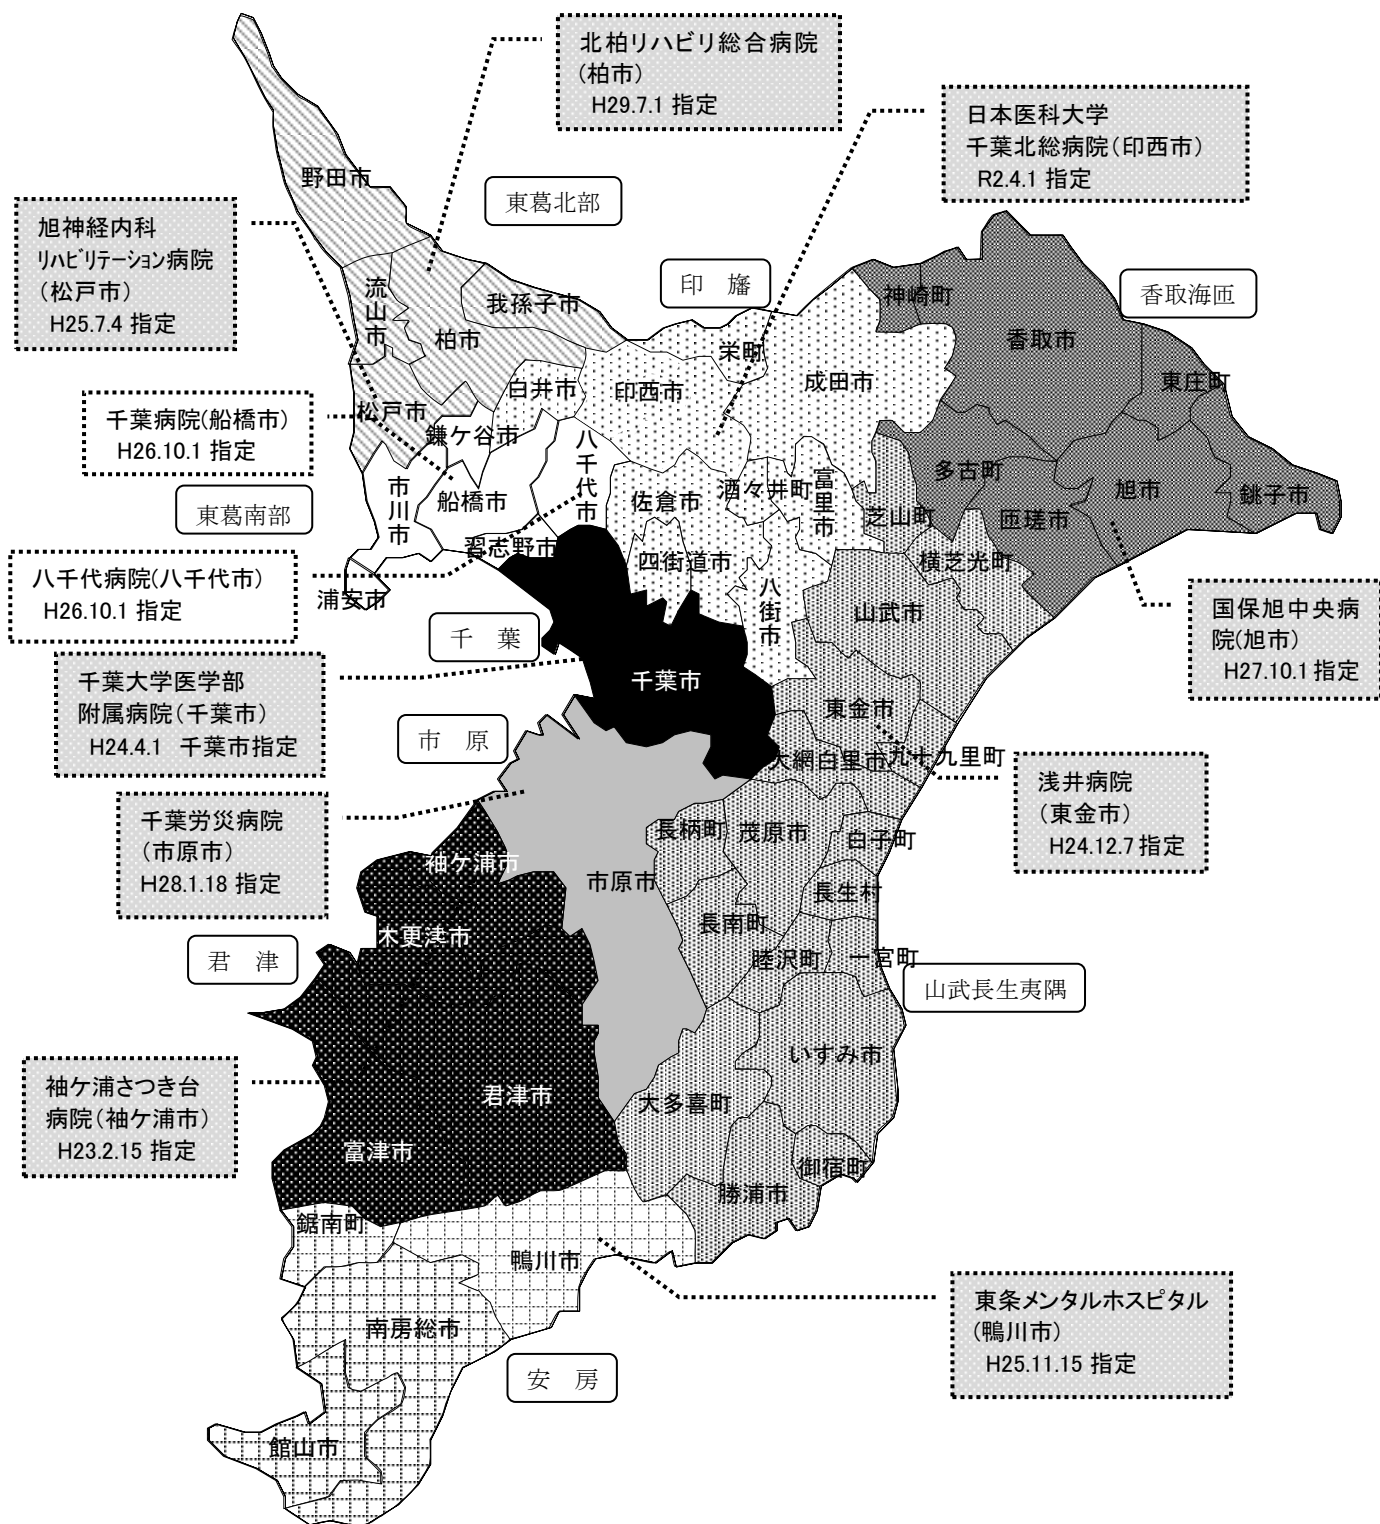 北柏リハビリ総合病院
(柏市)
H29.7.1 指定
日本医科大学
千葉北総病院(印西市)
R2.4.1 指定
野田市
東葛北部
旭神経内科
リハビリテーション病院
(松戸市)
H25.7.4 指定
印　旛
香取海匝
流山市
我孫子市
柏市
神崎町
香取市
栄町
成田市
東庄町
白井市
印西市
千葉病院(船橋市)
H26.10.1 指定
松戸市
鎌ケ谷市
八千代市
東葛南部
市川市
船橋市
佐倉市
酒々井町
富里市
多古町
旭市
銚子市
芝山町
匝瑳市
習志野市
四街道市
横芝光町
八千代病院(八千代市)
H26.10.1 指定
浦安市
八街市
山武市
国保旭中央病
院(旭市)
H27.10.1 指定
千　葉
千葉大学医学部
附属病院(千葉市)
H24.4.1 千葉市指定
千葉市
東金市
市　原
大網白里市
九十九里町
浅井病院
(東金市)
H24.12.7 指定
千葉労災病院
(市原市)
H28.1.18 指定
長柄町
茂原市
白子町
袖ケ浦市
市原市
長生村
長南町
木更津市
睦沢町
一宮町
君　津
山武長生夷隅
いすみ市
袖ケ浦さつき台
病院(袖ケ浦市)
H23.2.15 指定
君津市
大多喜町
富津市
御宿町
勝浦市
鋸南町
鴨川市
東条メンタルホスピタル
(鴨川市)
H25.11.15 指定
南房総市
安　房
館山市